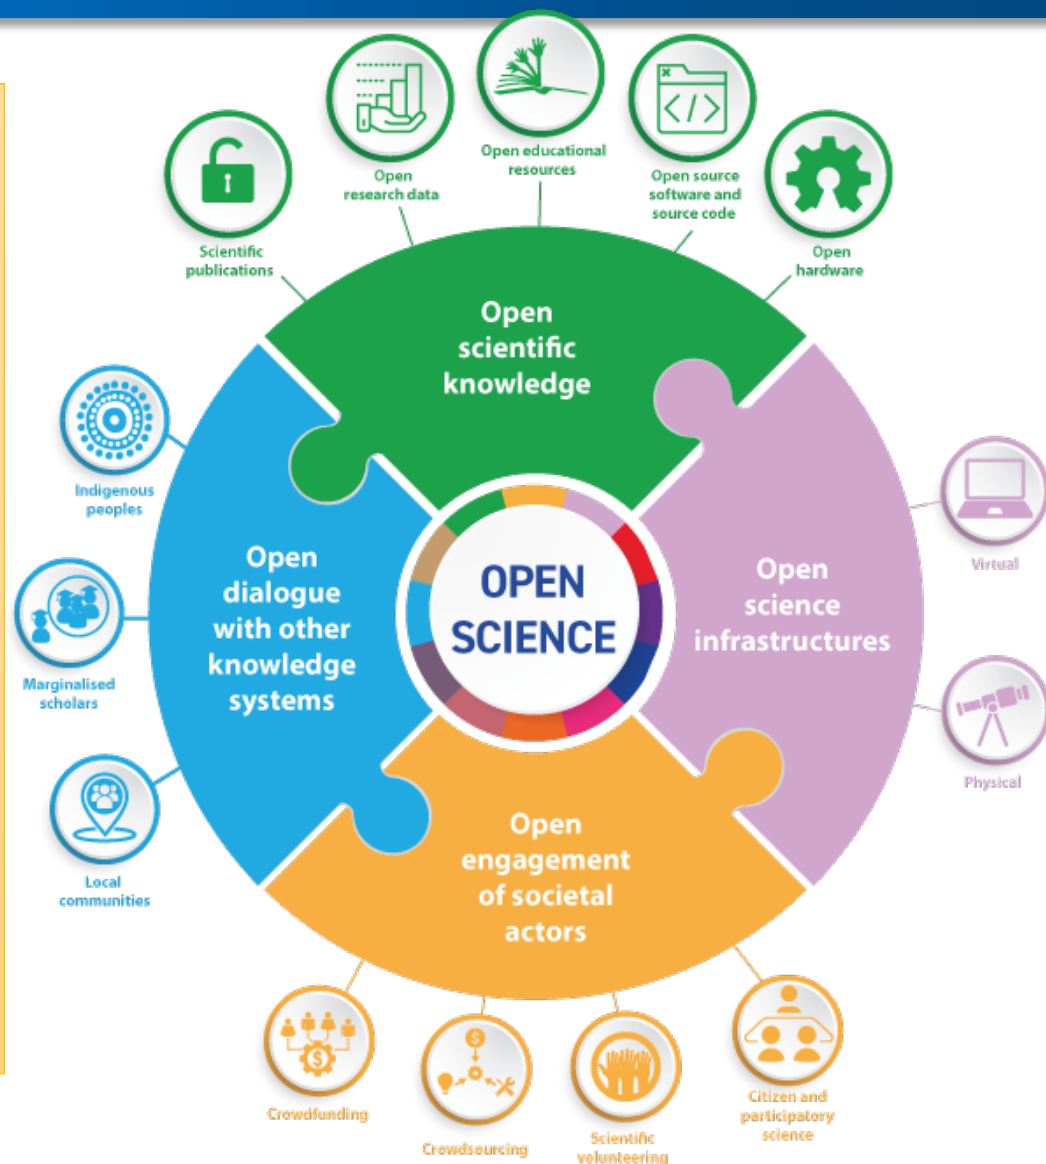 Open educational
resources
Open
research data
Open source
software and
source code
Scientific
publications
Open
hardware
Open
scientific
knowledge
Indigenous
peoples
Virtual
Open
dialogue
with other
knowledge
systems
OPEN
SCIENCE
Open
science
infrastructures
Marginalised
scholars
Physical
Local
communities
Open
engagement
of societal
actors
Crowdfunding
Crowdsourcing
Scientific
volunteering
Citizen and
participatory
science